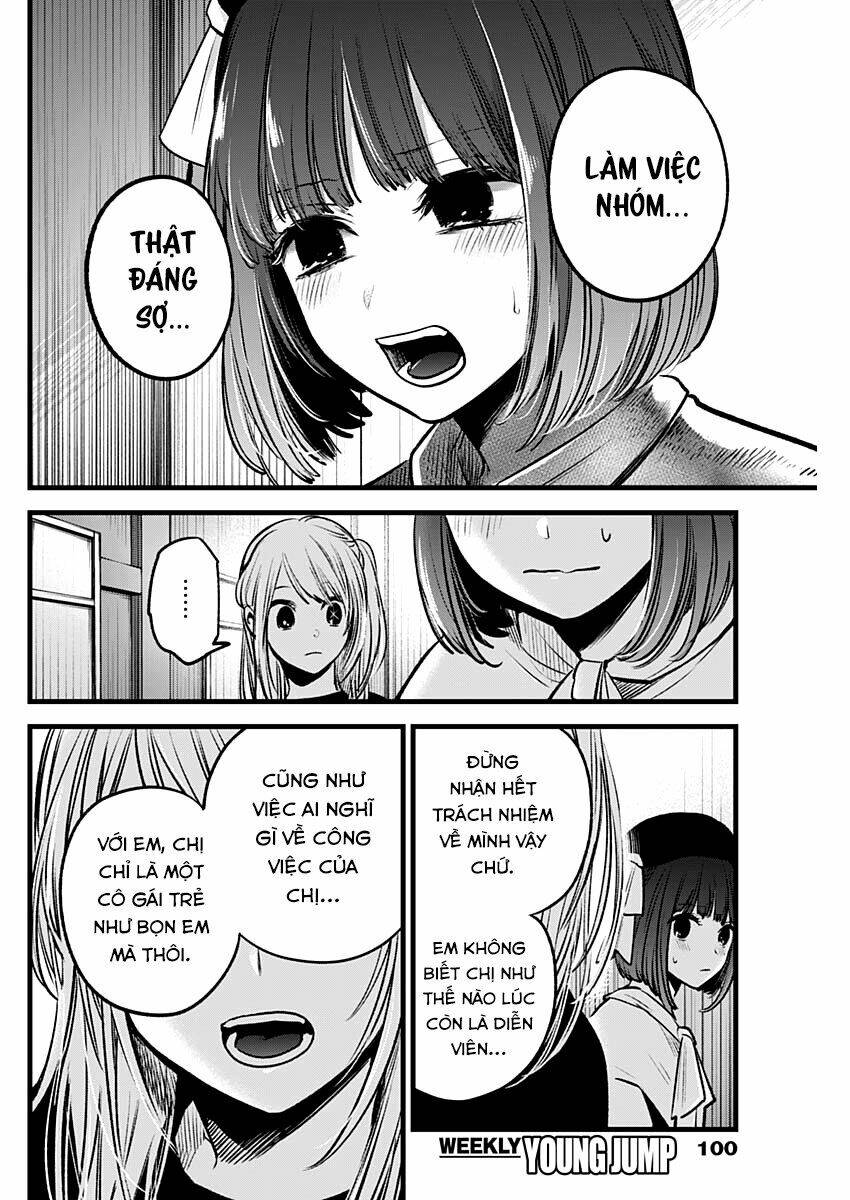 LÀM VIỆC
NHÓM...
THẬT
ĐÁNG
SỢ...
......
ĐỪNG
NHẬN HẾT
TRÁCH NHIỆM
VỀ MÌNH VẬY
CHỨ.
EM KHÔNG
BIẾT CHỊ NHƯ
THẾ NÀO LÚC
CÒN LÀ DIỄN
VIÊN...
CŨNG NHƯ
VIỆC AI NGHĨ
GÌ VỀ CÔNG
VIỆC CỦA
CHỊ...
VỚI EM, CHỊ
CHỈ LÀ MỘT
CÔ GÁI TRẺ
NHƯ BỌN EM
MÀ THÔI.
WEEKLY YOUNG JUMP 100